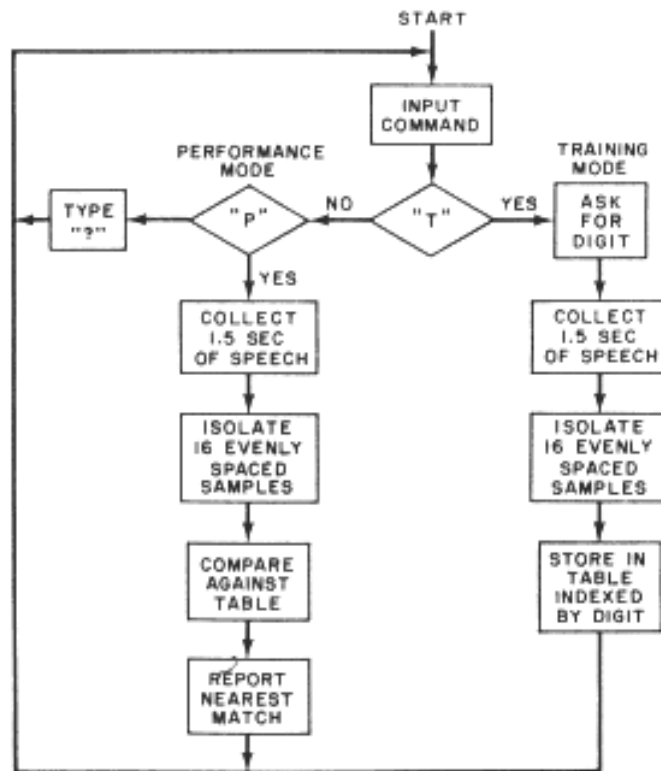 START
INPUT
COMMAND
PERFORMANCE
MODE
TRAINING
MODE
TYPE
"?"
"P"
NO
"T"
YES
ASK
FOR
DIGIT
YES
COLLECT
1.5 SEC
OF SPEECH
COLLECT
1.5 SEC
OF SPEECH
ISOLATE
16 EVENLY
SPACED
SAMPLES
ISOLATE
16 EVENLY
SPACED
SAMPLES
COMPARE
AGAINST
TABLE
STORE IN
TABLE
INDEXED
BY DIGIT
REPORT
NEAREST
MATCH